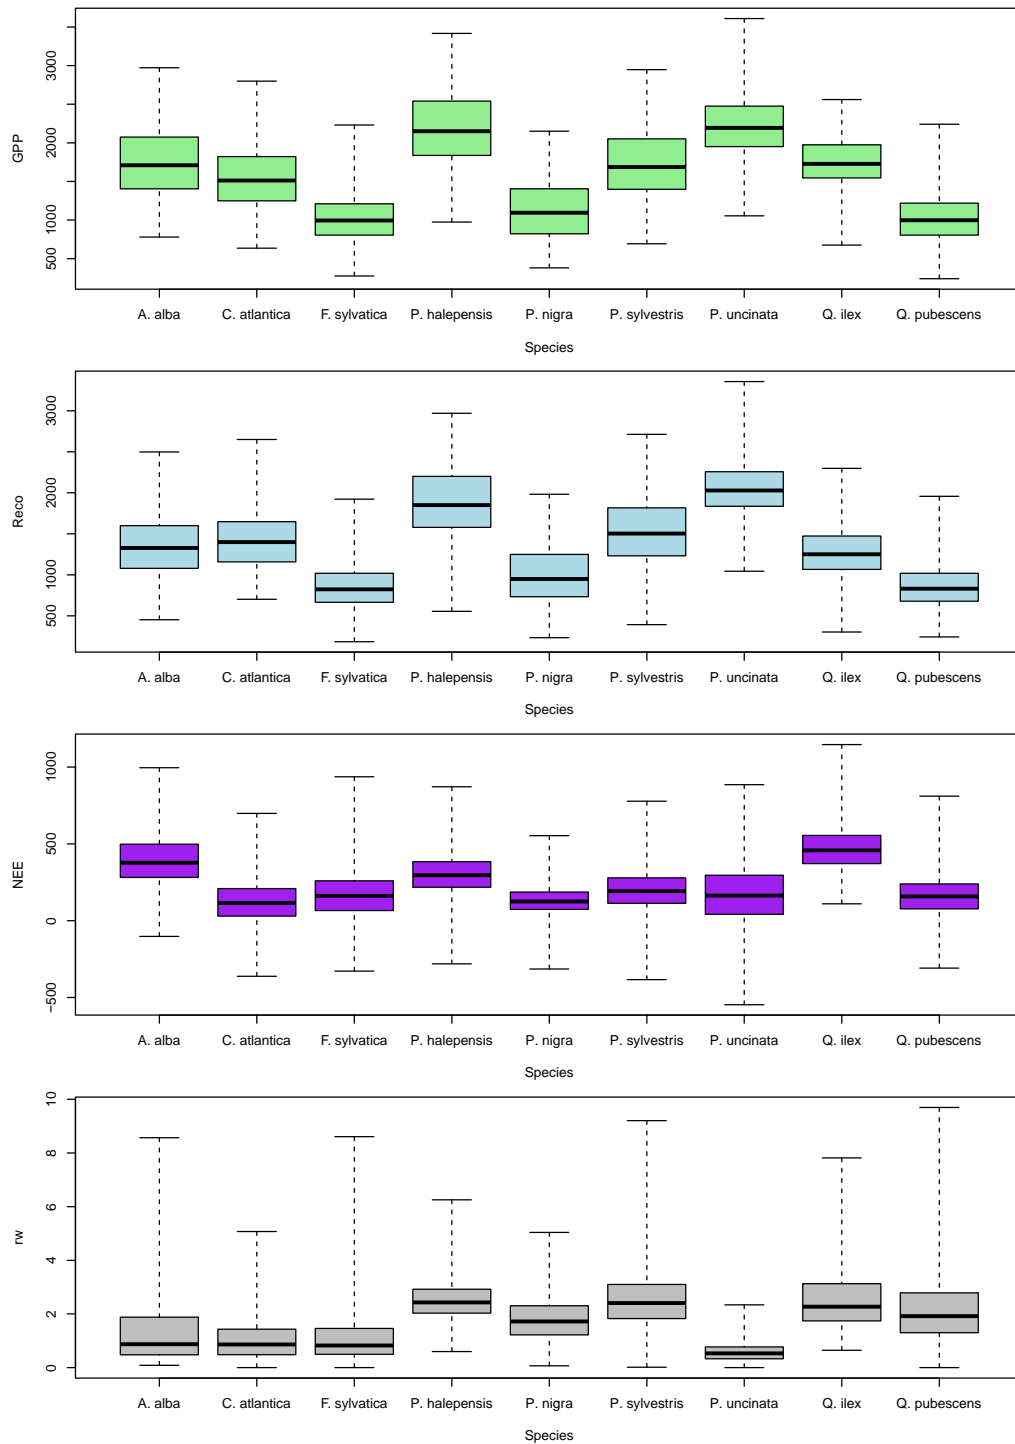 GPP
3000
2000
1000
500
A. alba C. atlantica F. sylvatica P. halepensis P. nigra P. sylvestris P. uncinata Q. ilex Q. pubescens
Species
Reco
3000
2000
1000
500
A. alba C. atlantica F. sylvatica P. halepensis P. nigra P. sylvestris P. uncinata Q. ilex Q. pubescens
Species
NEE
1000
500
0
−500
A. alba C. atlantica F. sylvatica P. halepensis P. nigra P. sylvestris P. uncinata Q. ilex Q. pubescens
Species
rw
10
8
6
4
2
0
A. alba C. atlantica F. sylvatica P. halepensis P. nigra P. sylvestris P. uncinata Q. ilex Q. pubescens
Species